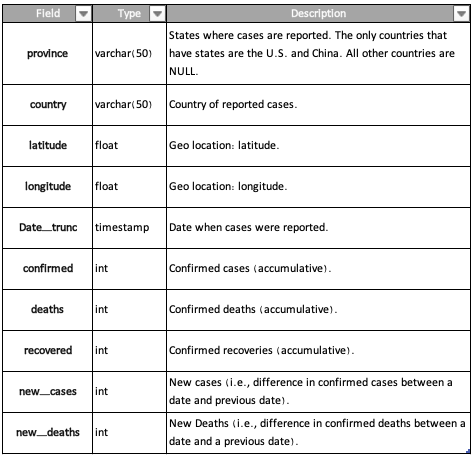 Field Type Description
States where cases are reported. The only countries that
province varchar(50) have states are the U.S. and China. All other countries are
NULL.
country varchar(50) Country of reported cases.
latitude float Geo location: latitude.
longitude float Geo location: longitude.
Date__trunc timestamp Date when cases were reported.
confirmed int Confirmed cases (accumulative).
deaths int Confirmed deaths (accumulative).
recovered int Confirmed recoveries (accumulative).
New cases (i.e., difference in confirmed cases between a
new__cases int
date and previous date).
New Deaths (i.e., difference in confirmed deaths between a
new__deaths int
date and a previous date).